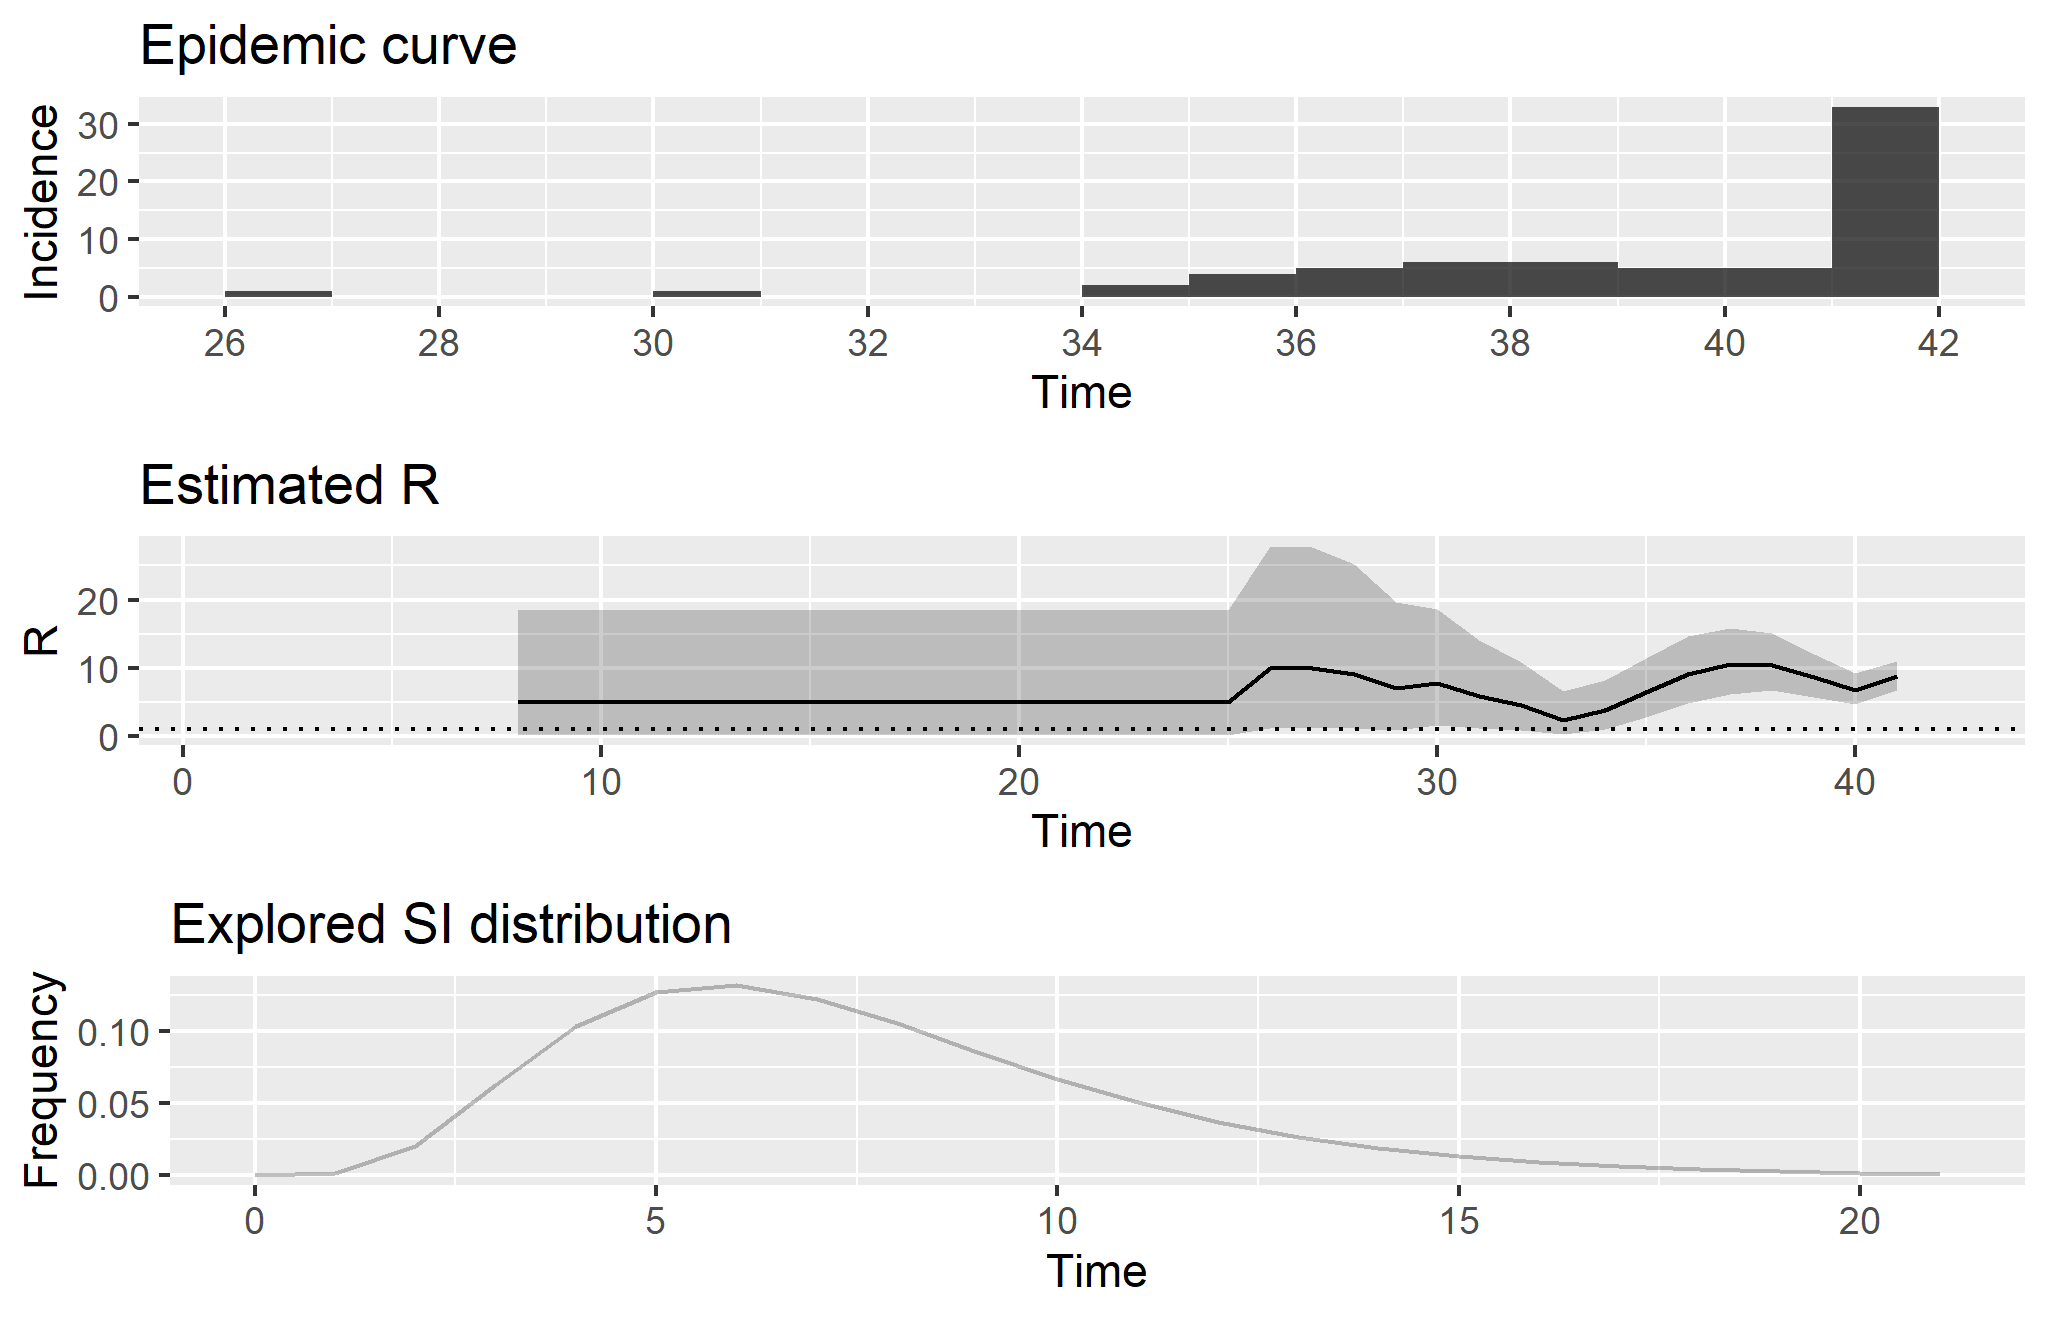 Epidemic curve
Incidence
30
20
10
0
26 28 30 32 34 36 38 40 42
Time
Estimated R
R
20
10
0
0 10 20 30 40
Time
Explored SI distribution
Frequency
0.10
0.05
0.00
0 5 10 15 20
Time